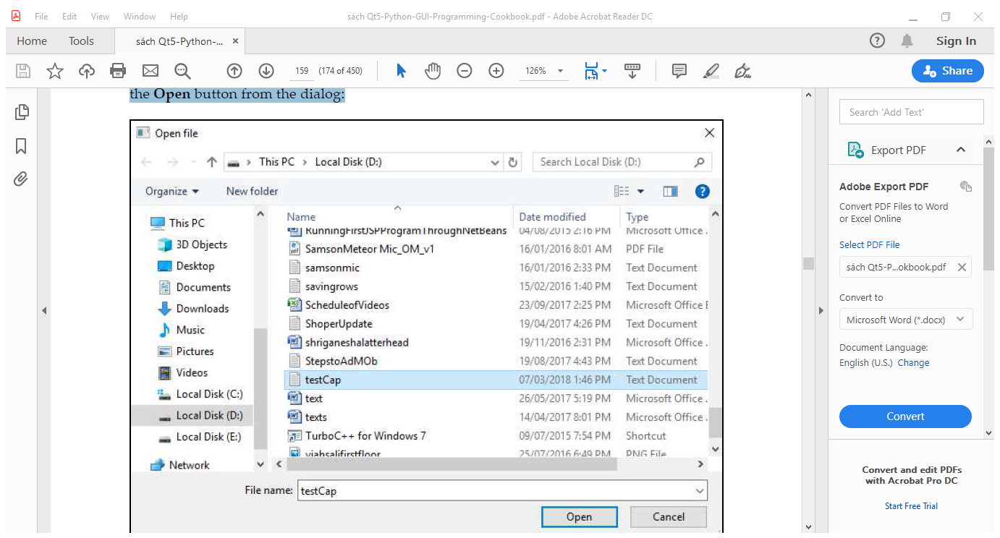 File Edit View Window Help
sách Qt5-Python-GUI-Programming-Cookbook.pdf - Adobe Acrobat Reader DC
Home Tools sách Qt5-Python-... × Sign In
159 (174 of 450) 126% Share
the Open button from the dialog:
Open file
This PC > Local Disk (D:) Search Local Disk (D:)
Organize New folder
This PC
3D Objects
Desktop
Documents
Downloads
Music
Pictures
Videos
Local Disk (C:)
Local Disk (D:)
Local Disk (E:)
Network
Name Date modified Type
RunningFirstJSPProgramThroughNetBeans 04/08/2015 2:16 PM Microsoft Office .
SamsonMeteor Mic_OM_v1 16/01/2016 8:01 AM PDF File
samsonmic 16/01/2016 2:33 PM Text Document
savingrows 15/02/2016 1:40 PM Text Document
ScheduleofVideos 23/09/2017 2:25 PM Microsoft Office E
ShoperUpdate 19/04/2017 4:26 PM Text Document
shriganeshalatterhead 19/11/2016 2:31 PM Microsoft Office .
StepstoAdMOb 19/08/2017 4:43 PM Text Document
testCap 07/03/2018 1:46 PM Text Document
text 26/05/2017 5:19 PM Microsoft Office .
texts 14/04/2017 8:01 PM Microsoft Office .
TurboC++ for Windows 7 09/07/2015 7:54 PM Shortcut
25/07/2016 6:49 PM PNG File
File name: testCap
Open Cancel
Search 'Add Text'
Export PDF
Adobe Export PDF
Convert PDF Files to Word
or Excel Online
Select PDF File
sách Qt5-P...okbook.pdf
Convert to
Microsoft Word (*.docx)
Document Language:
English (U.S.) Change
Convert
Convert and edit PDFs
with Acrobat Pro DC
Start Free Trial